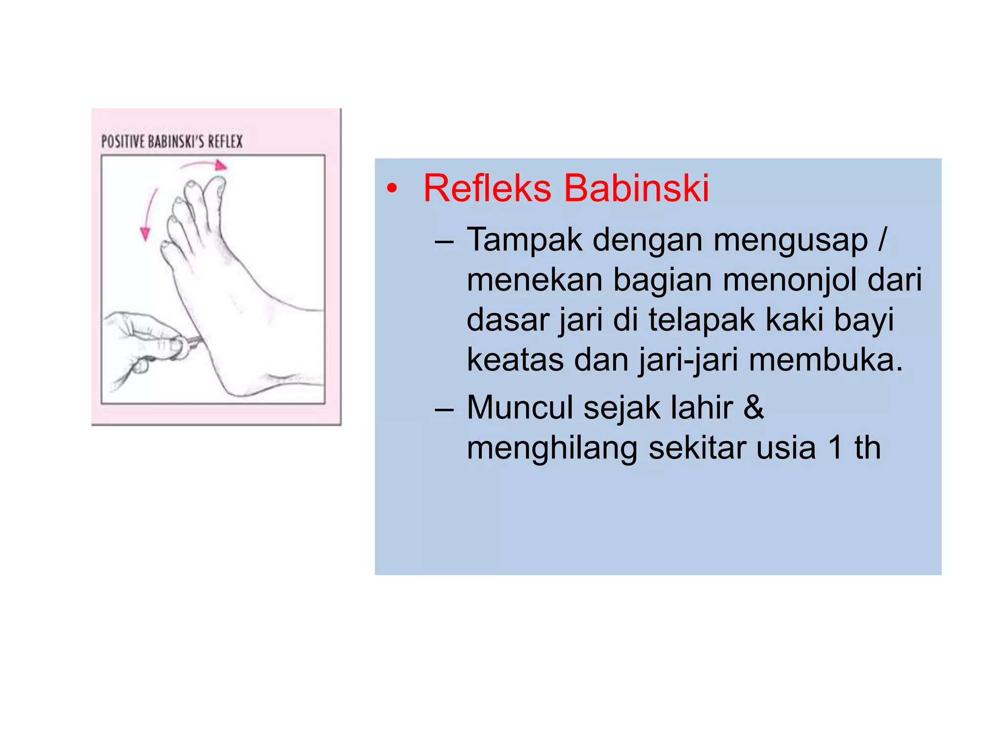 POSITIVE BABINSKI'S REFLEX
• Refleks Babinski
– Tampak dengan mengusap /
menekan bagian menonjol dari
dasar jari di telapak kaki bayi
keatas dan jari-jari membuka.
– Muncul sejak lahir &
menghilang sekitar usia 1 th